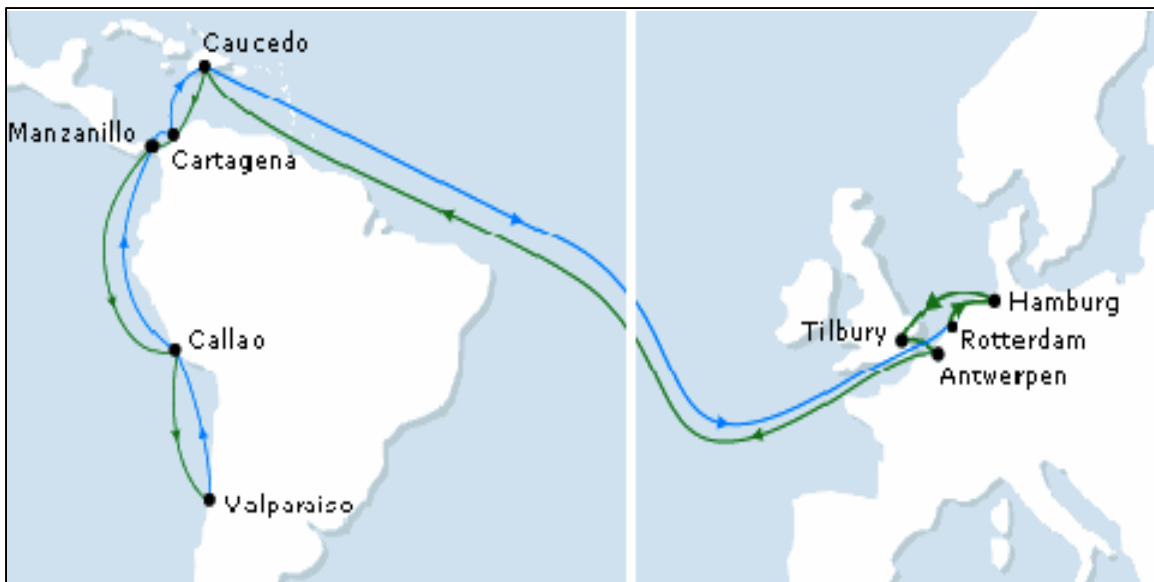 Caucedo
Manzanillo
Cartagena
Callao
Valparaiso
Hamburg
Tilbury
Rotterdam
Antwerpen